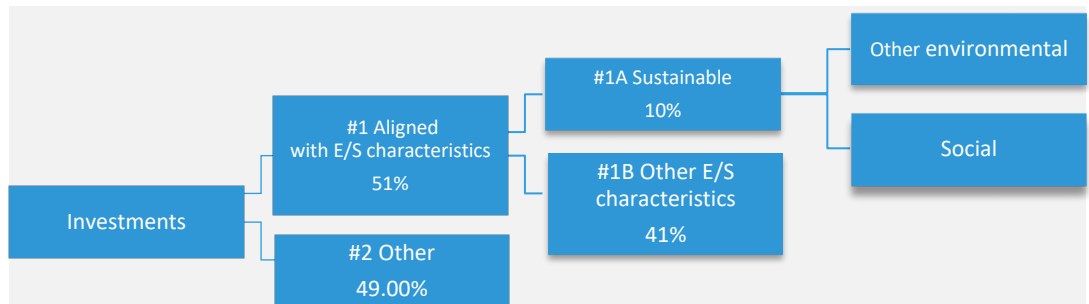 Investments
#1 Aligned
with E/S characteristics
51%
#2 Other
49.00%
#1A Sustainable
10%
#1B Other E/S
characteristics
41%
Other environmental
Social